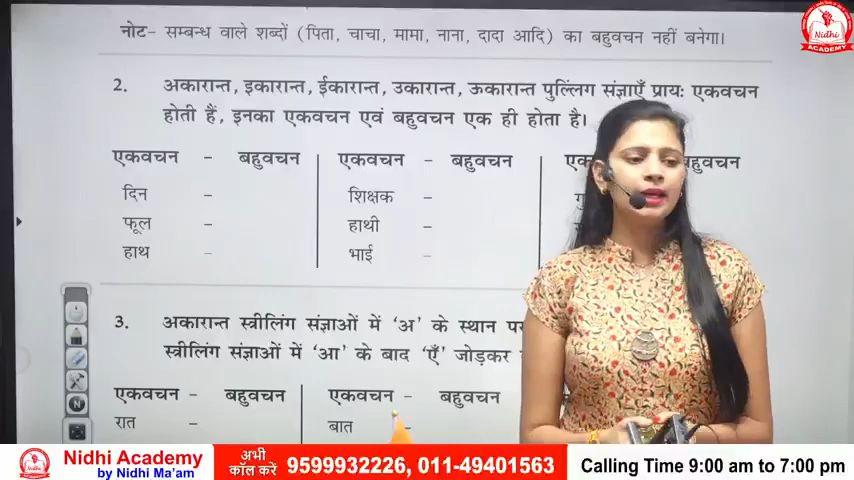 नोट- सम्बन्ध वाले शब्दों (पिता, चाचा, मामा, नाना, दादा आदि) का बहुवचन नहीं बनेगा।
Nidhi
ACADEMY
2. अकारान्त, इकारान्त, ईकारान्त, उकारान्त, ऊकारान्त पुल्लिंग संज्ञाएँ प्रायः एकवचन
होती हैं, इनका एकवचन एवं बहुवचन एक ही होता है।
एकवचन – बहुवचन एकवचन – बहुवचन
दिन – शिक्षक –
फूल – हाथी –
हाथ – भाई –
3. अकारान्त स्त्रीलिंग संज्ञाओं में ‘अ’ के स्थान
स्त्रीलिंग संज्ञाओं में ‘आ’ के बाद ‘एँ’ जोड़कर
एकवचन – बहुवचन एकवचन – बहुवचन
रात – बात –
N
Nidhi Academy
by Nidhi Ma'am
अभी
कॉल करें
9599932226, 011-49401563
Calling Time 9:00 am to 7:00 pm